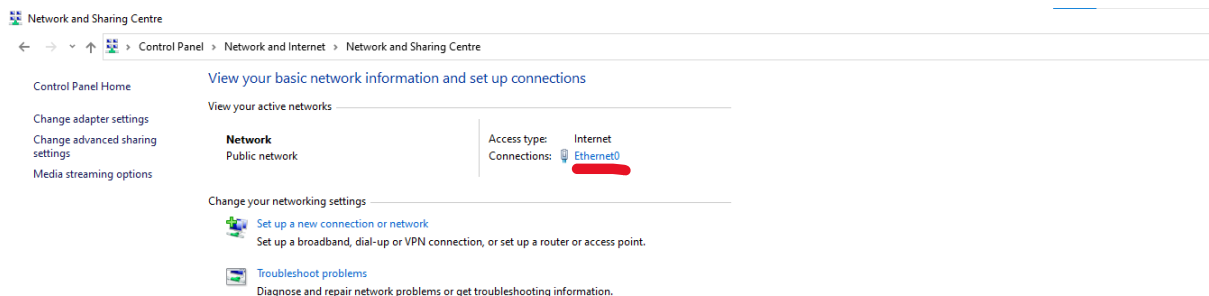 Network and Sharing Centre
Control Panel › Network and Internet › Network and Sharing Centre
Control Panel Home
Change adapter settings
Change advanced sharing
settings
Media streaming options
View your basic network information and set up connections
View your active networks
Network
Public network
Access type: Internet
Connections: Ethernet0
Change your networking settings
Set up a new connection or network
Set up a broadband, dial-up or VPN connection, or set up a router or access point.
Troubleshoot problems
Diagnose and repair network problems or get troubleshooting information.